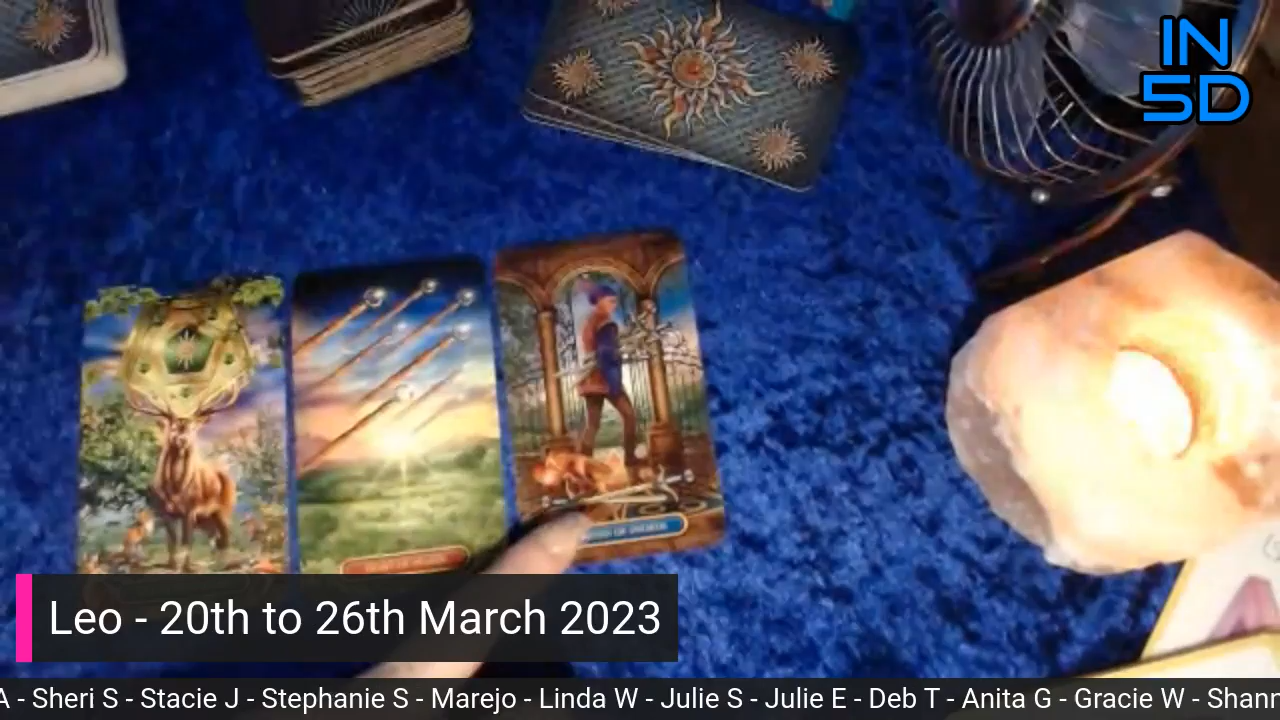 IN
5D
Leo - 20th to 26th March 2023
A - Sheri S - Stacie J - Stephanie S - Marejo - Linda W - Julie S - Julie E - Deb T - Anita G - Gracie W - Shann